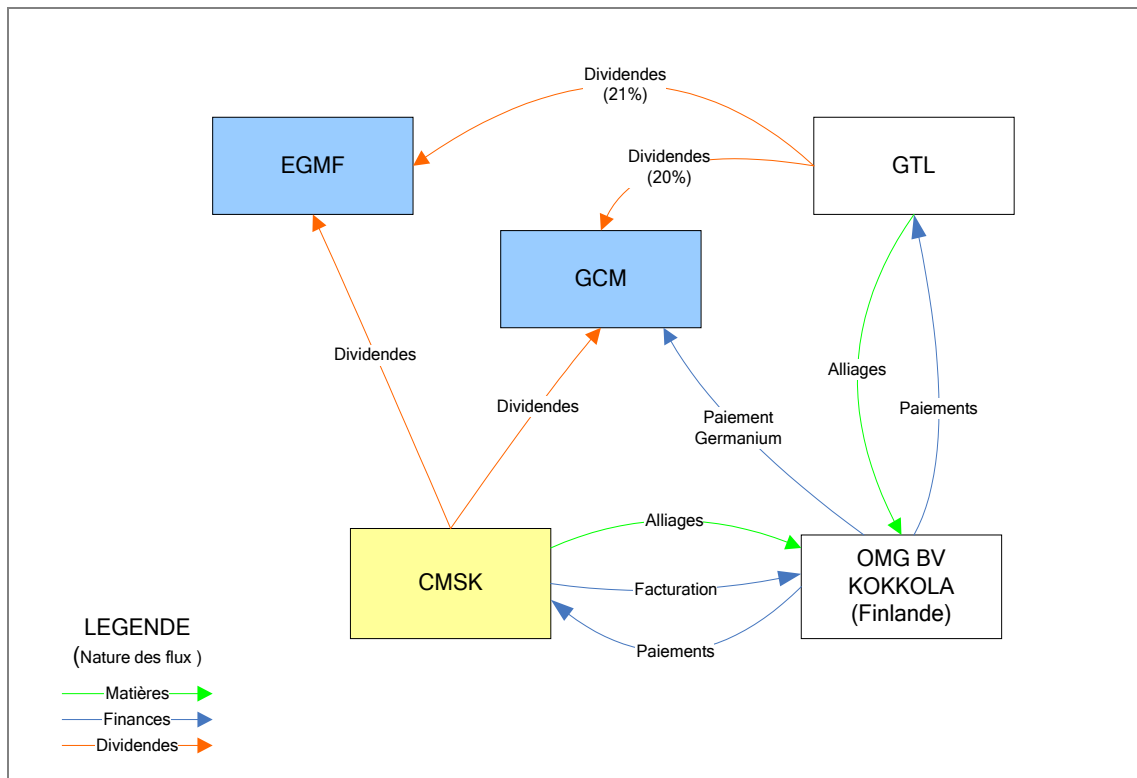 Dividendes
(21%)
EGMF
GTL
Dividendes
(20%)
GCM
Dividendes
Alliages
Dividendes
Paiements
Paiement
Germanium
Alliages
CMSK
Facturation
OMG BV
KOKKOLA
(Finlande)
Paiements
LEGENDE
(Nature des flux )
Matières
Finances
Dividendes